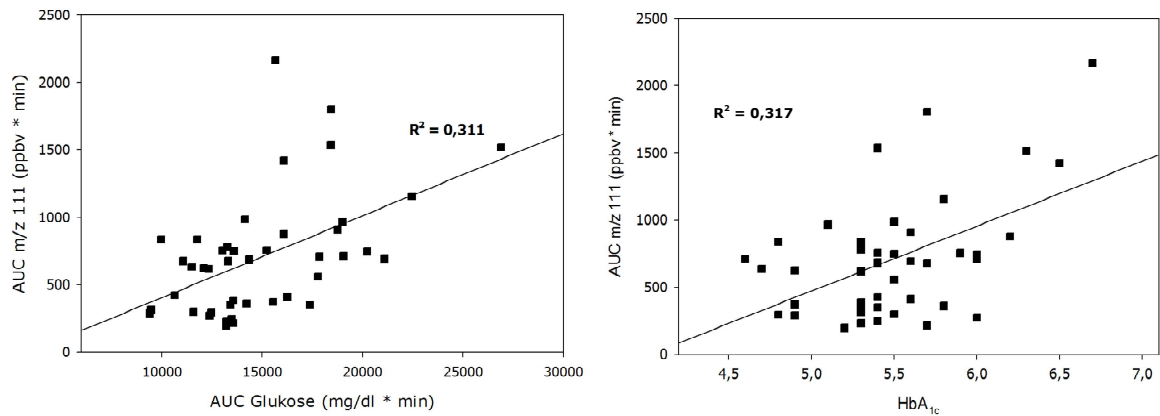 2500
2000
1500
1000
500
0
AUC m/z 111 (ppbv * min)
R² = 0,311
10000 15000 20000 25000 30000
AUC Glukose (mg/dl * min)
2500
2000
1500
1000
500
0
AUC m/z 111 (ppbv * min)
R² = 0,317
4,5 5,0 5,5 6,0 6,5 7,0
HbA1c